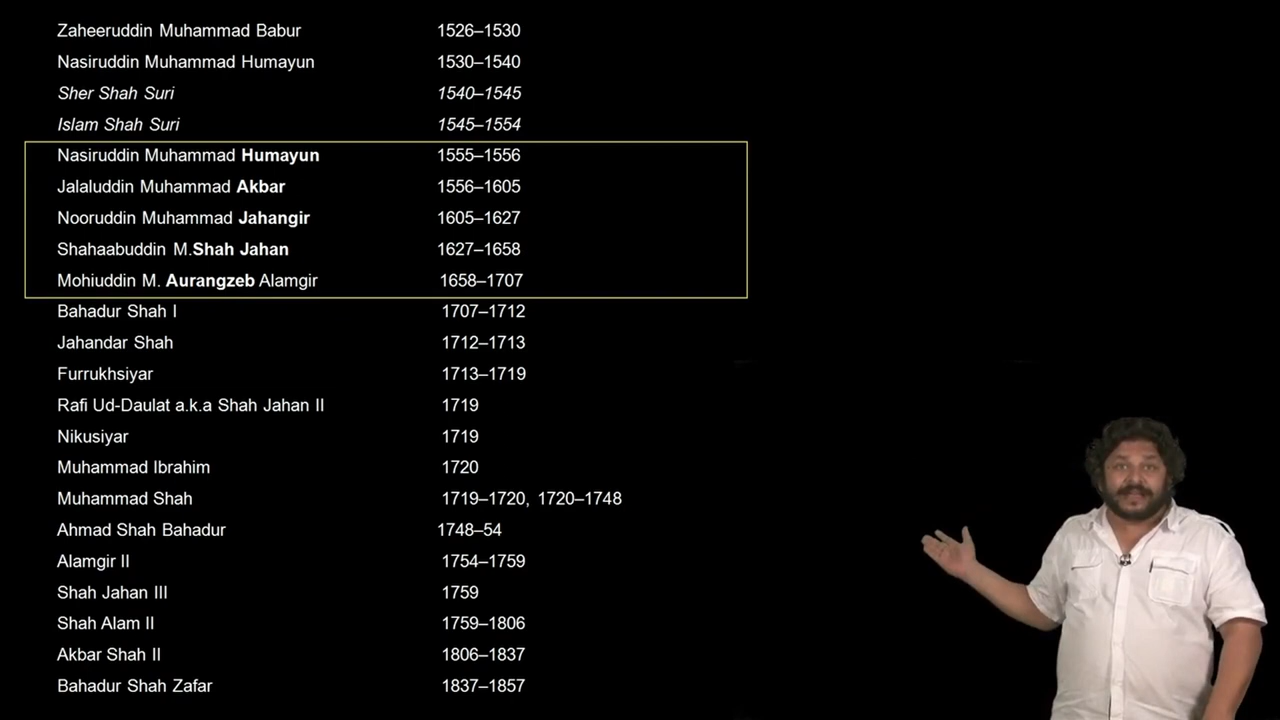 Zaheeruddin Muhammad Babur 1526–1530
Nasiruddin Muhammad Humayun 1530–1540
Sher Shah Suri 1540–1545
Islam Shah Suri 1545–1554
Nasiruddin Muhammad Humayun 1555–1556
Jalaluddin Muhammad Akbar 1556–1605
Nooruddin Muhammad Jahangir 1605–1627
Shahaabuddin M.Shah Jahan 1627–1658
Mohiuddin M. Aurangzeb Alamgir 1658–1707
Bahadur Shah I 1707–1712
Jahandar Shah 1712–1713
Furrukhsiyar 1713–1719
Rafi Ud-Daulat a.k.a Shah Jahan II 1719
Nikusiyar 1719
Muhammad Ibrahim 1720
Muhammad Shah 1719–1720, 1720–1748
Ahmad Shah Bahadur 1748–54
Alamgir II 1754–1759
Shah Jahan III 1759
Shah Alam II 1759–1806
Akbar Shah II 1806–1837
Bahadur Shah Zafar 1837–1857